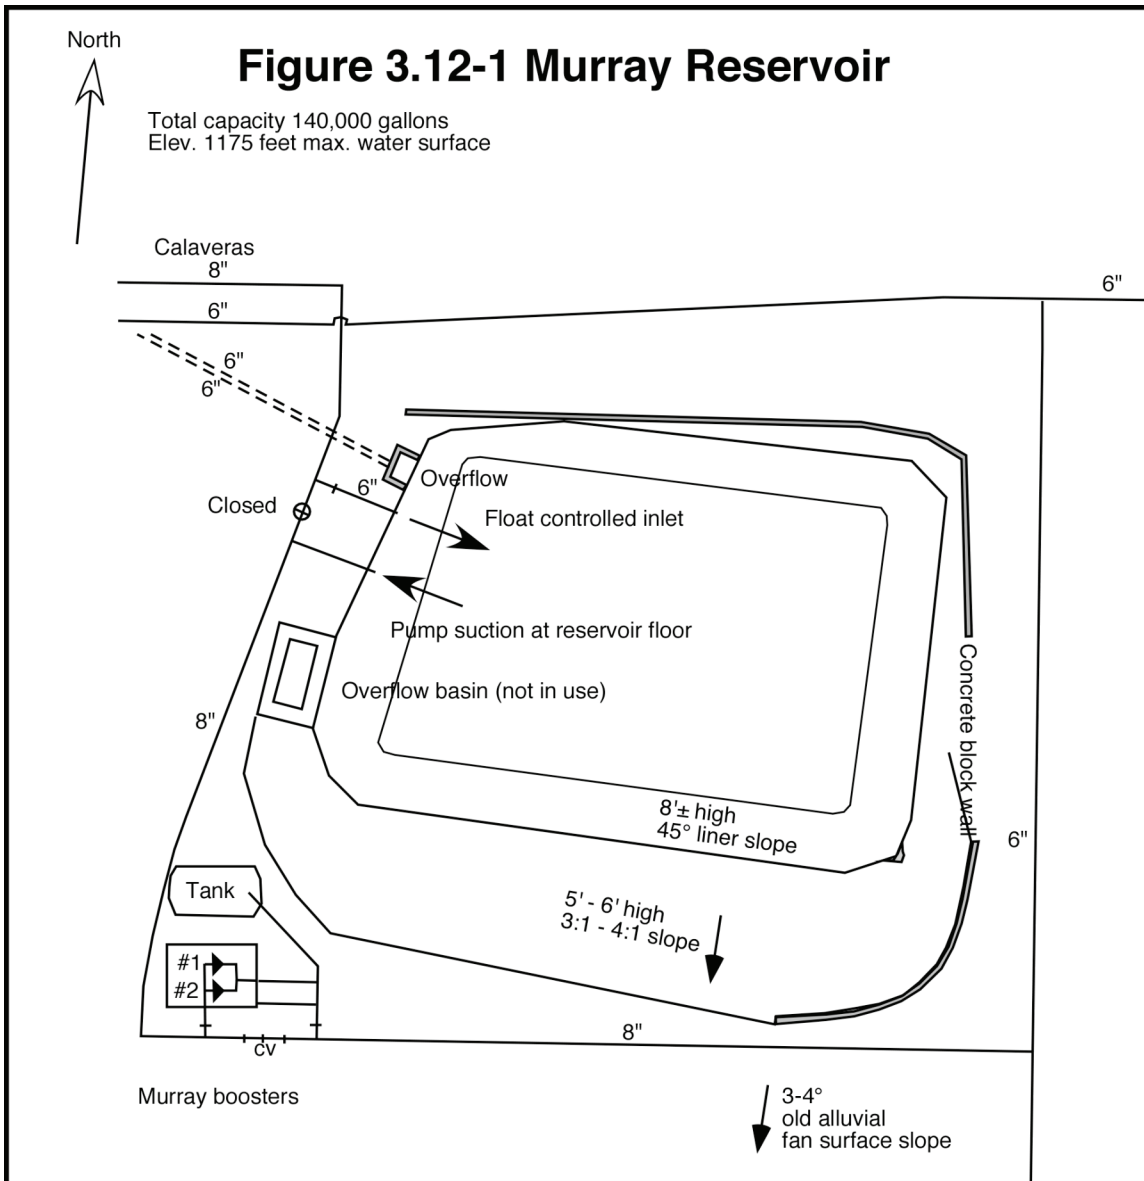 North
Figure 3.12-1 Murray Reservoir
Total capacity 140,000 gallons
Elev. 1175 feet max. water surface
Calaveras
8"
6"
6"
6"
6"
Overflow
6"
Closed
Float controlled inlet
Pump suction at reservoir floor
Overflow basin (not in use)
Concrete block wall
8"
8'± high
45° liner slope
6"
Tank
5' - 6' high
3:1 - 4:1 slope
#1
#2
8"
cv
Murray boosters
3-4°
old alluvial
fan surface slope